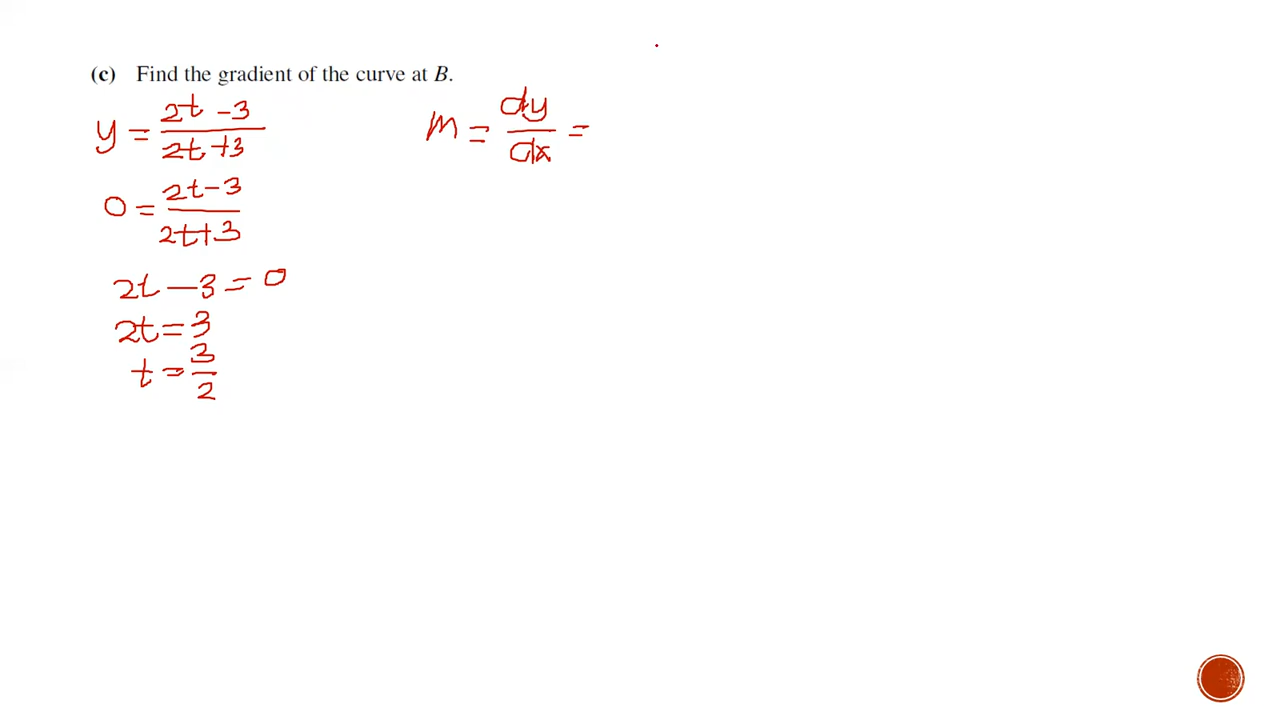 (c) Find the gradient of the curve at B.
y = (2t - 3)/(2t + 3)
0 = (2t - 3)/(2t + 3)
2t - 3 = 0
2t = 3
t = 3/2
m = dy/dx =